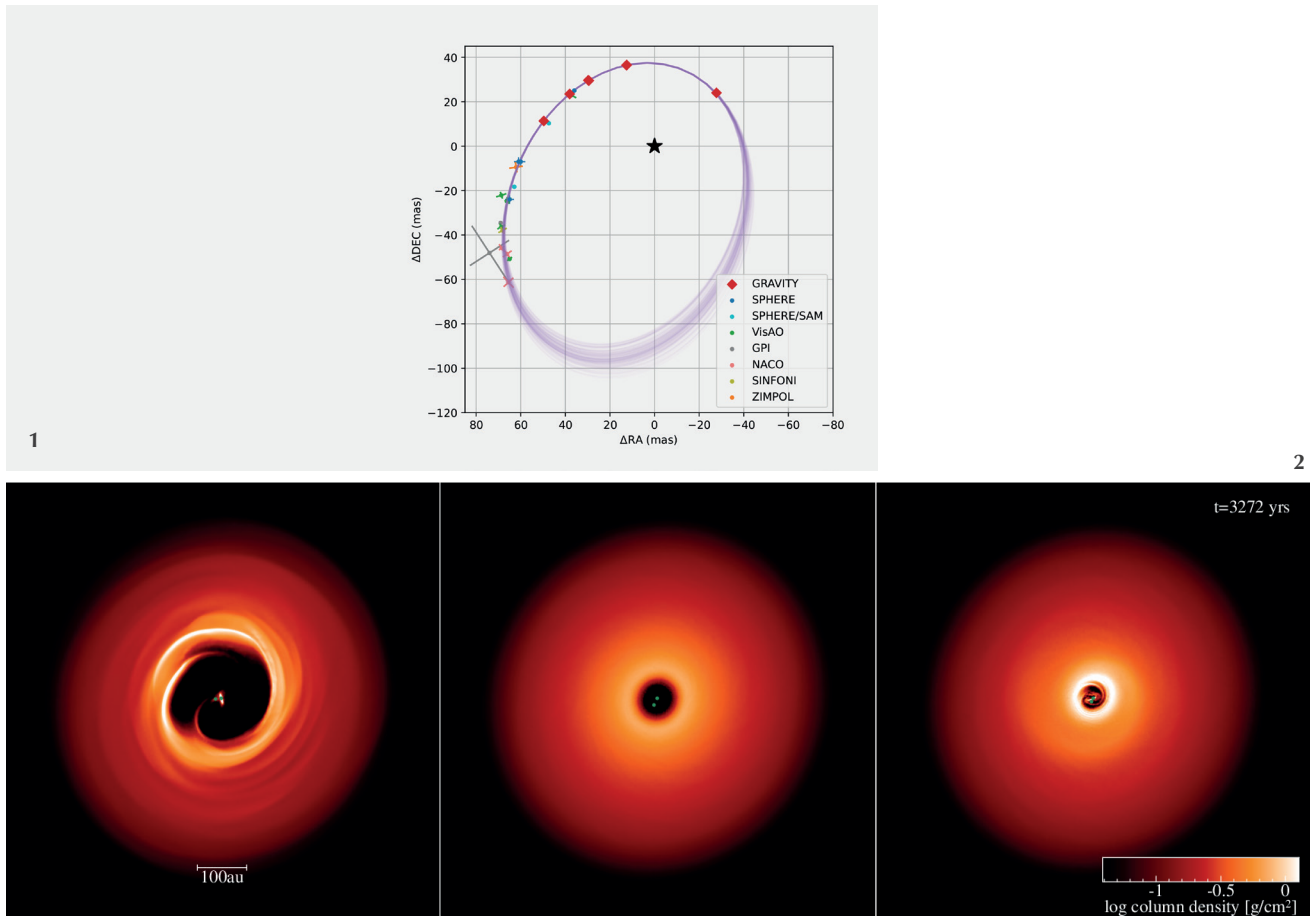 40
20
0
−20
−40
−60
−80
−100
−120
ΔDEC (mas)
80 60 40 20 0 −20 −40 −60 −80
ΔRA (mas)
GRAVITY
SPHERE
SPHERE/SAM
VisAO
GPI
NACO
SINFONI
ZIMPOL
1
2
t=3272 yrs
100au
-1 -0.5 0
log column density [g/cm²]